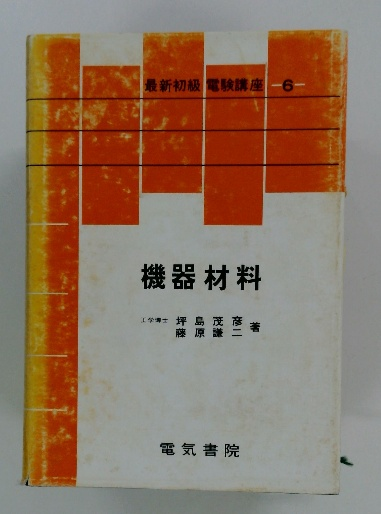 最新初級 電験講座 -6-
機器材料
工学博士 坪島茂彦
藤原謙二 著
電気書院